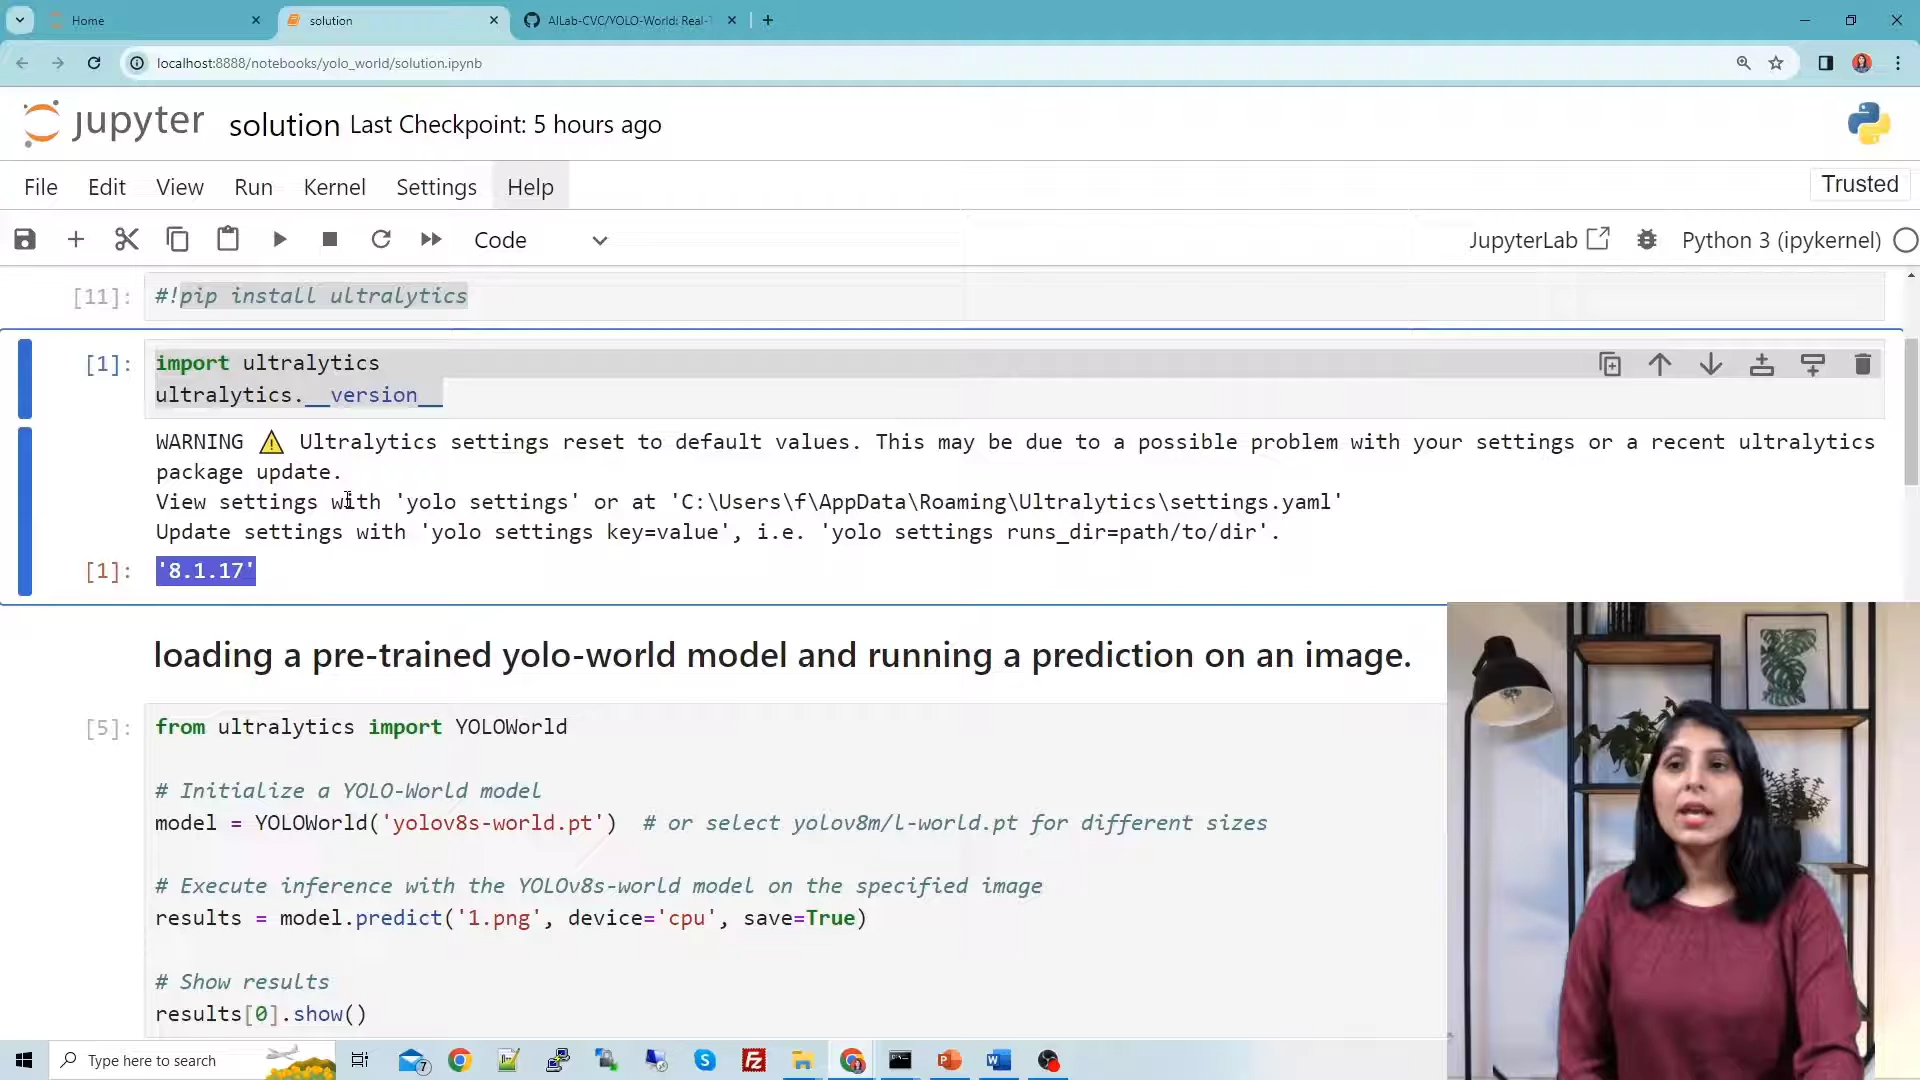 Home
solution
AILab-CVC/YOLO-World: Real-T
localhost:8888/notebooks/yolo_world/solution.ipynb
jupyter solution Last Checkpoint: 5 hours ago
File Edit View Run Kernel Settings Help
Trusted
Code
JupyterLab
Python 3 (ipykernel)
[11]: #!pip install ultralytics
[1]: import ultralytics
ultralytics.__version__
WARNING ⚠ Ultralytics settings reset to default values. This may be due to a possible problem with your settings or a recent ultralytics
package update.
View settings with 'yolo settings' or at 'C:\Users\f\AppData\Roaming\Ultralytics\settings.yaml'
Update settings with 'yolo settings key=value', i.e. 'yolo settings runs_dir=path/to/dir'.
[1]: '8.1.17'
loading a pre-trained yolo-world model and running a prediction on an image.
[5]: from ultralytics import YOLOWorld
# Initialize a YOLO-World model
model = YOLOWorld('yolov8s-world.pt') # or select yolov8m/l-world.pt for different sizes
# Execute inference with the YOLOv8s-world model on the specified image
results = model.predict('1.png', device='cpu', save=True)
# Show results
results[0].show()
Type here to search
7